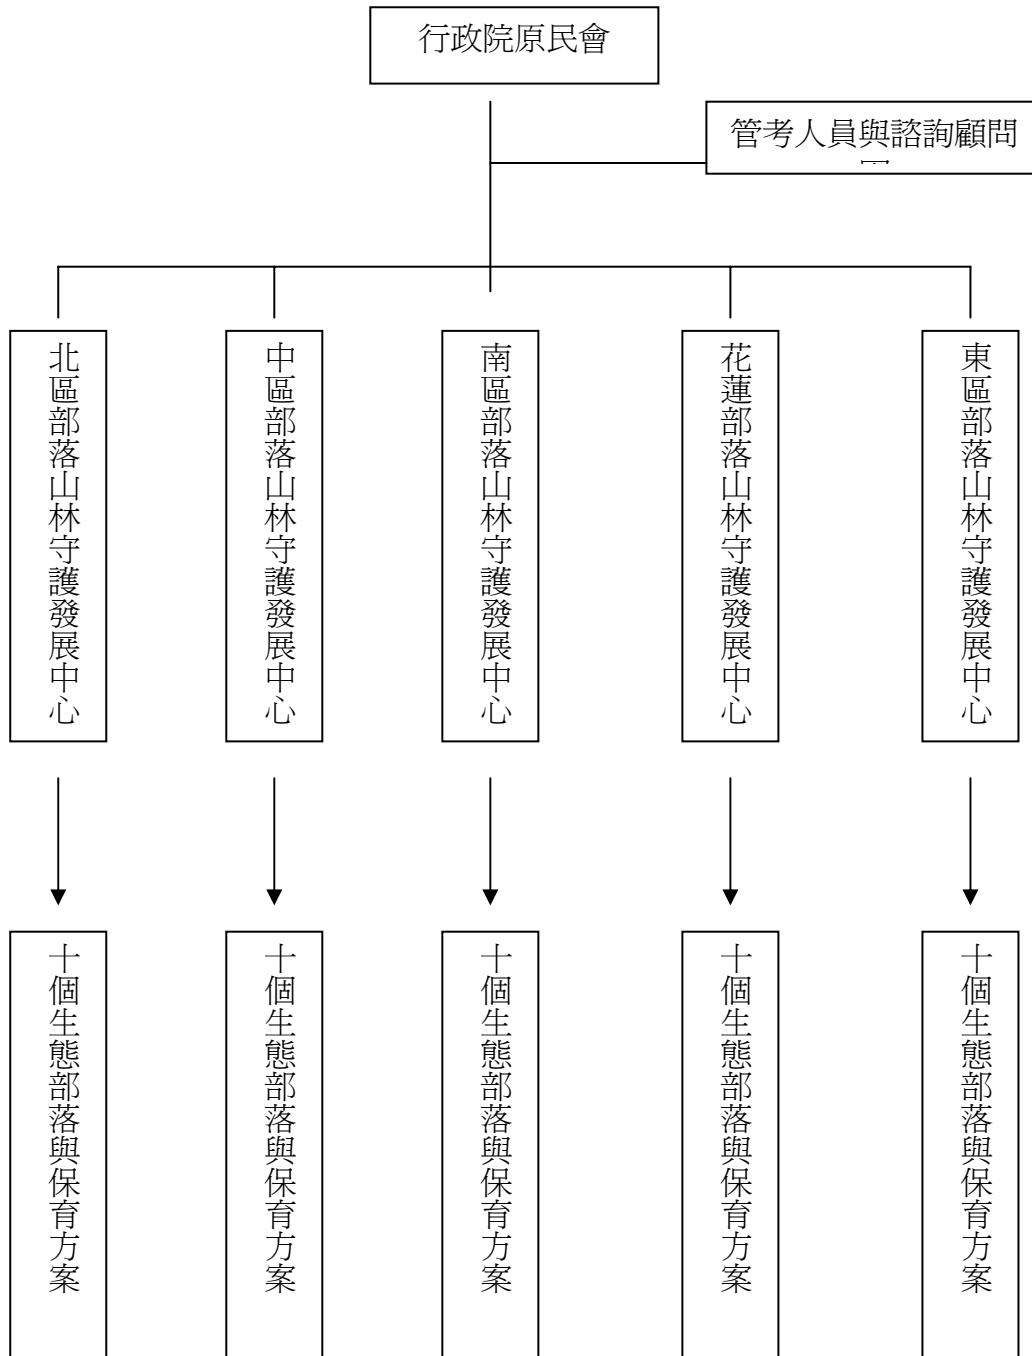 行政院原民會
管考人員與諮詢顧問
北區部落山林守護發展中心
中區部落山林守護發展中心
南區部落山林守護發展中心
花蓮部落山林守護發展中心
東區部落山林守護發展中心
十個生態部落與保育方案
十個生態部落與保育方案
十個生態部落與保育方案
十個生態部落與保育方案
十個生態部落與保育方案